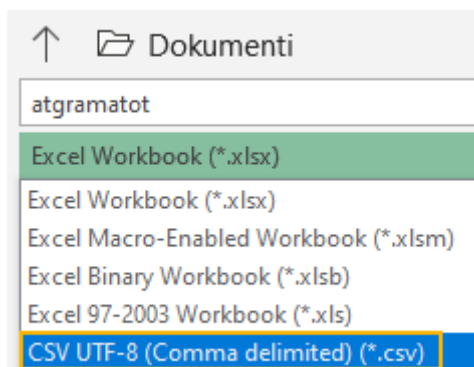 Dokumenti
atgramatot
Excel Workbook (*.xlsx)
Excel Workbook (*.xlsx)
Excel Macro-Enabled Workbook (*.xlsm)
Excel Binary Workbook (*.xlsb)
Excel 97-2003 Workbook (*.xls)
CSV UTF-8 (Comma delimited) (*.csv)